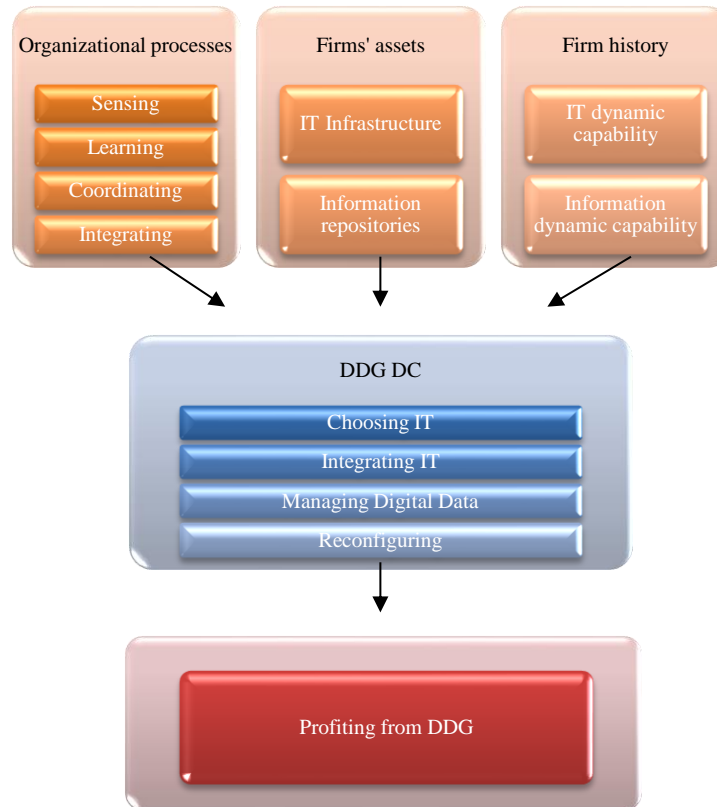 Organizational processes
Sensing
Learning
Coordinating
Integrating
Firms' assets
IT Infrastructure
Information
repositories
Firm history
IT dynamic
capability
Information
dynamic capability
DDG DC
Choosing IT
Integrating IT
Managing Digital Data
Reconfiguring
Profiting from DDG